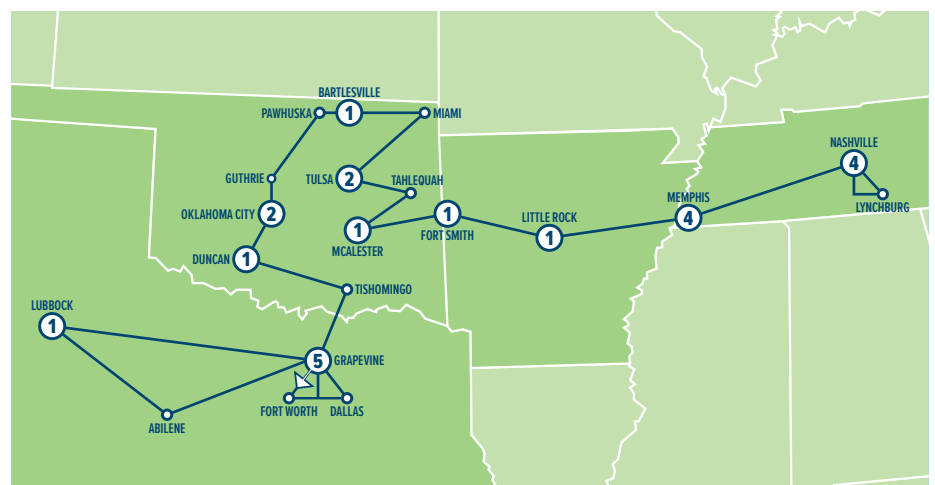 BARTLESVILLE
PAWHUSKA
1
MIAMI
NASHVILLE
4
GUTHRIE
TULSA
2
TAHLEQUAH
LYNCHBURG
OKLAHOMA CITY
2
1
FORT SMITH
MEMPHIS
4
LITTLE ROCK
1
1
MCALESTER
DUNCAN
1
TISHOMINGO
LUBBOCK
1
5
GRAPEVINE
FORT WORTH
DALLAS
ABILENE